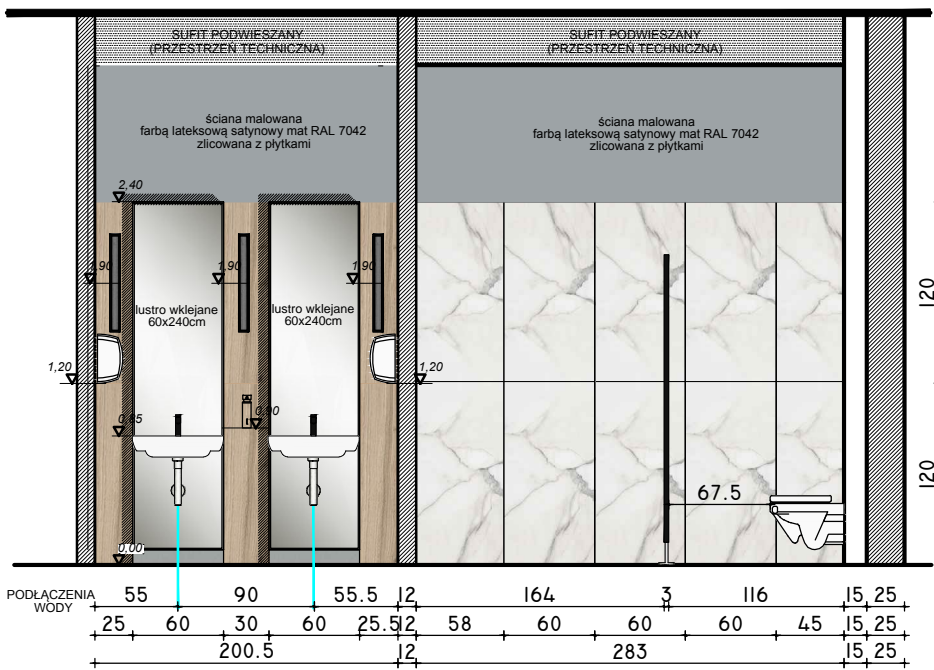 SUFIT PODWIESZANY
(PRZESTRZEŃ TECHNICZNA)
SUFIT PODWIESZANY
(PRZESTRZEŃ TECHNICZNA)
ściana malowana
farbą lateksową satynowy mat RAL 7042
zlicowana z płytkami
ściana malowana
farbą lateksową satynowy mat RAL 7042
zlicowana z płytkami
2,40
1,90
1,90
1,90
lustro wklejane
60x240cm
lustro wklejane
60x240cm
120
1,20
1,20
0,85
0,90
120
67.5
0,00
PODŁĄCZENIA
WODY
55 90 55.5 12 164 3 116 15 25
25 60 30 60 25.5 12 58 60 60 60 45 15 25
200.5 12 283 15 25